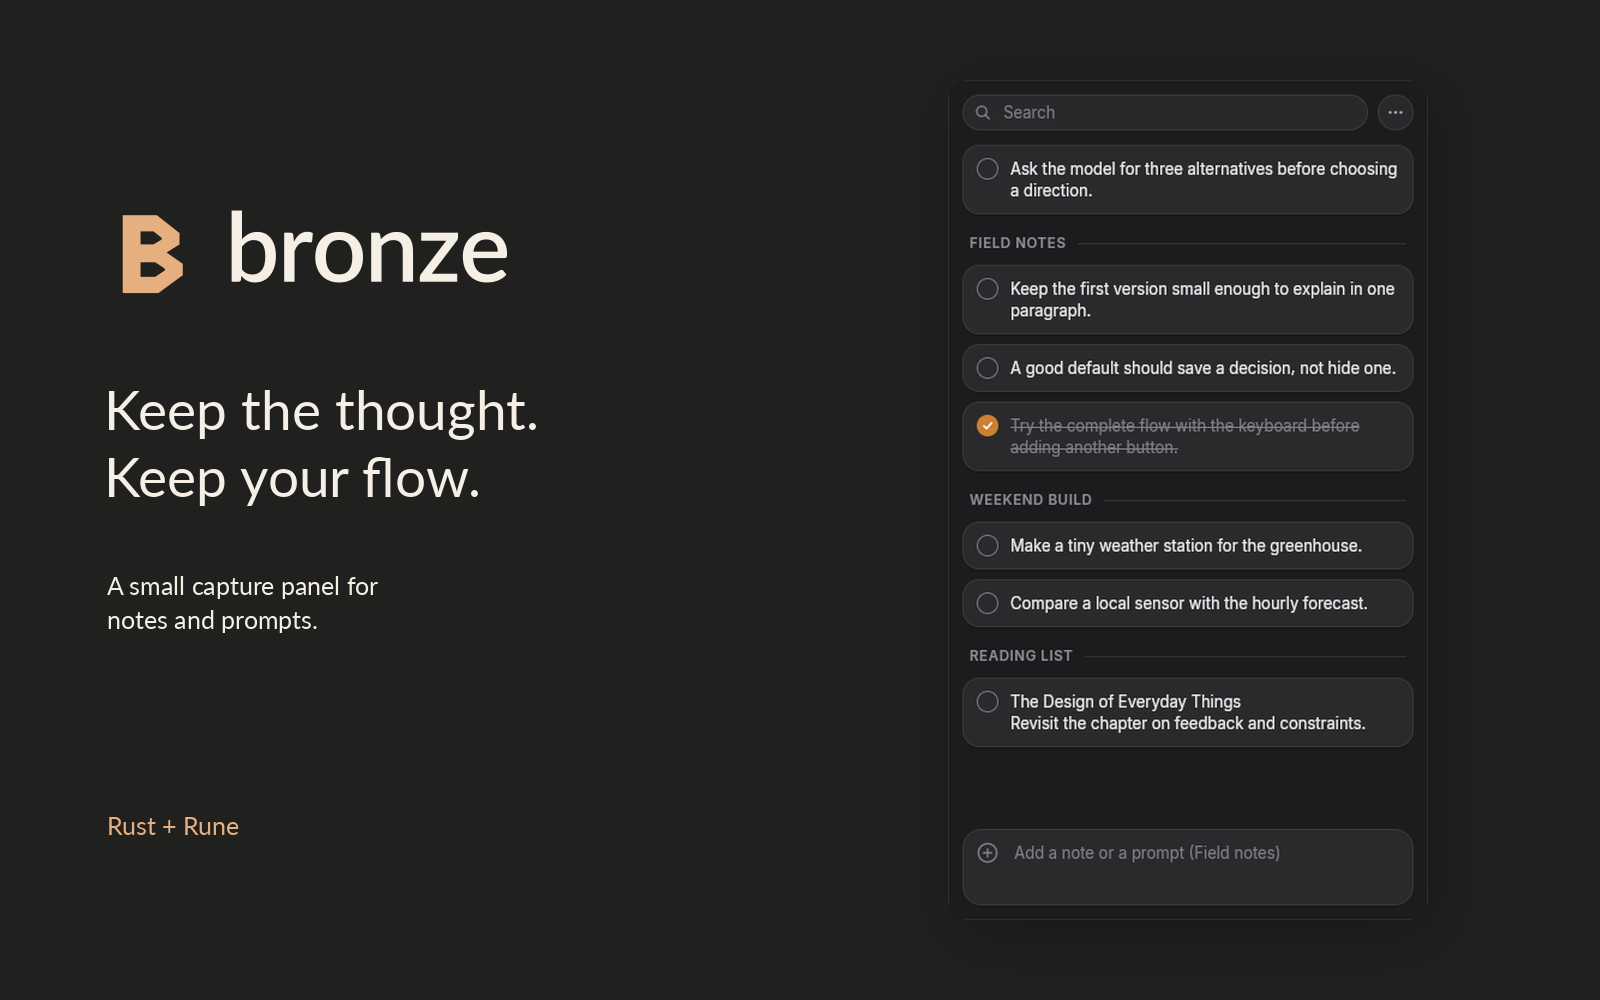 B bronze
Keep the thought.
Keep your flow.
A small capture panel for
notes and prompts.
Rust + Rune
Search
Ask the model for three alternatives before choosing
a direction.
FIELD NOTES
Keep the first version small enough to explain in one
paragraph.
A good default should save a decision, not hide one.
Try the complete flow with the keyboard before
adding another button.
WEEKEND BUILD
Make a tiny weather station for the greenhouse.
Compare a local sensor with the hourly forecast.
READING LIST
The Design of Everyday Things
Revisit the chapter on feedback and constraints.
Add a note or a prompt (Field notes)